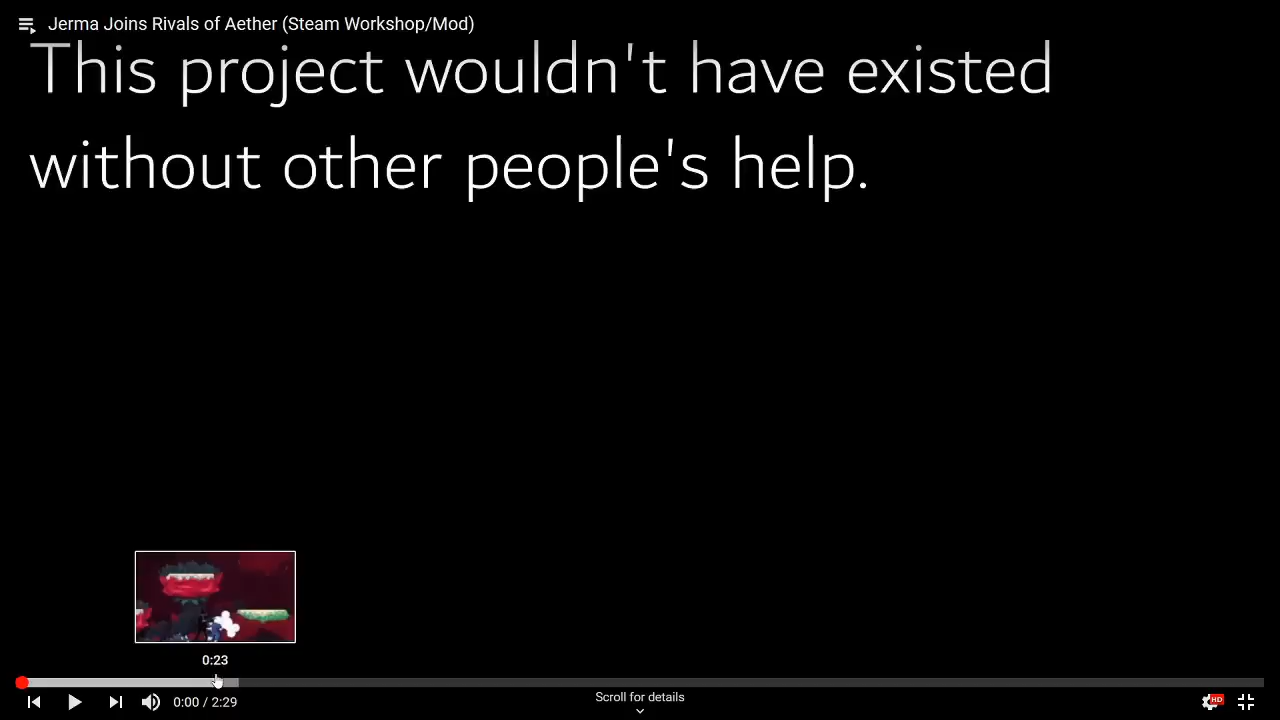 Jerma Joins Rivals of Aether (Steam Workshop/Mod)
This project wouldn't have existed
without other people's help.
0:23
0:00 / 2:29
Scroll for details
HD